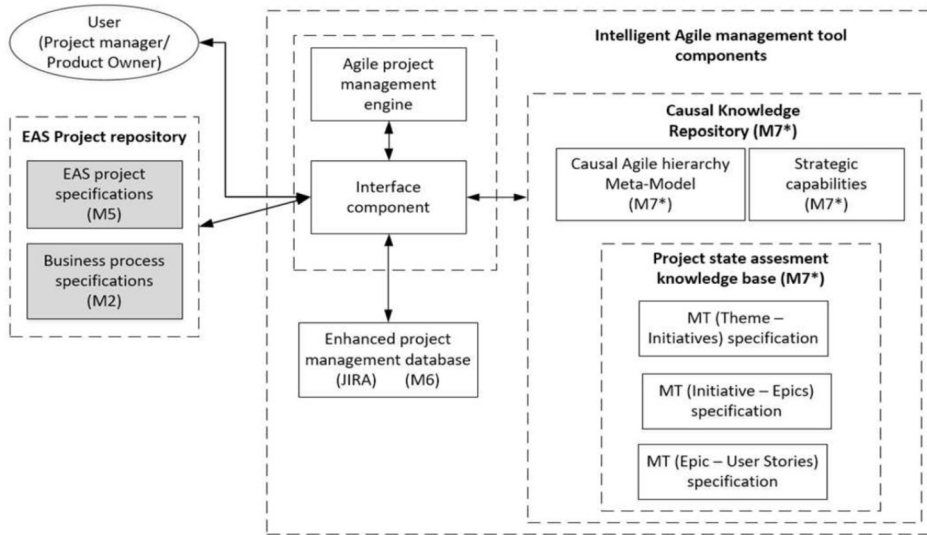 User
(Project manager/
Product Owner)
EAS Project repository
EAS project
specifications
(M5)
Business process
specifications
(M2)
Agile project
management
engine
Interface
component
Enhanced project
management database
(JIRA) (M6)
Intelligent Agile management tool
components
Causal Knowledge
Repository (M7*)
Causal Agile hierarchy
Meta-Model
(M7*)
Strategic
capabilities
(M7*)
Project state assesment
knowledge base (M7*)
MT (Theme –
Initiatives) specification
MT (Initiative – Epics)
specification
MT (Epic – User Stories)
specification